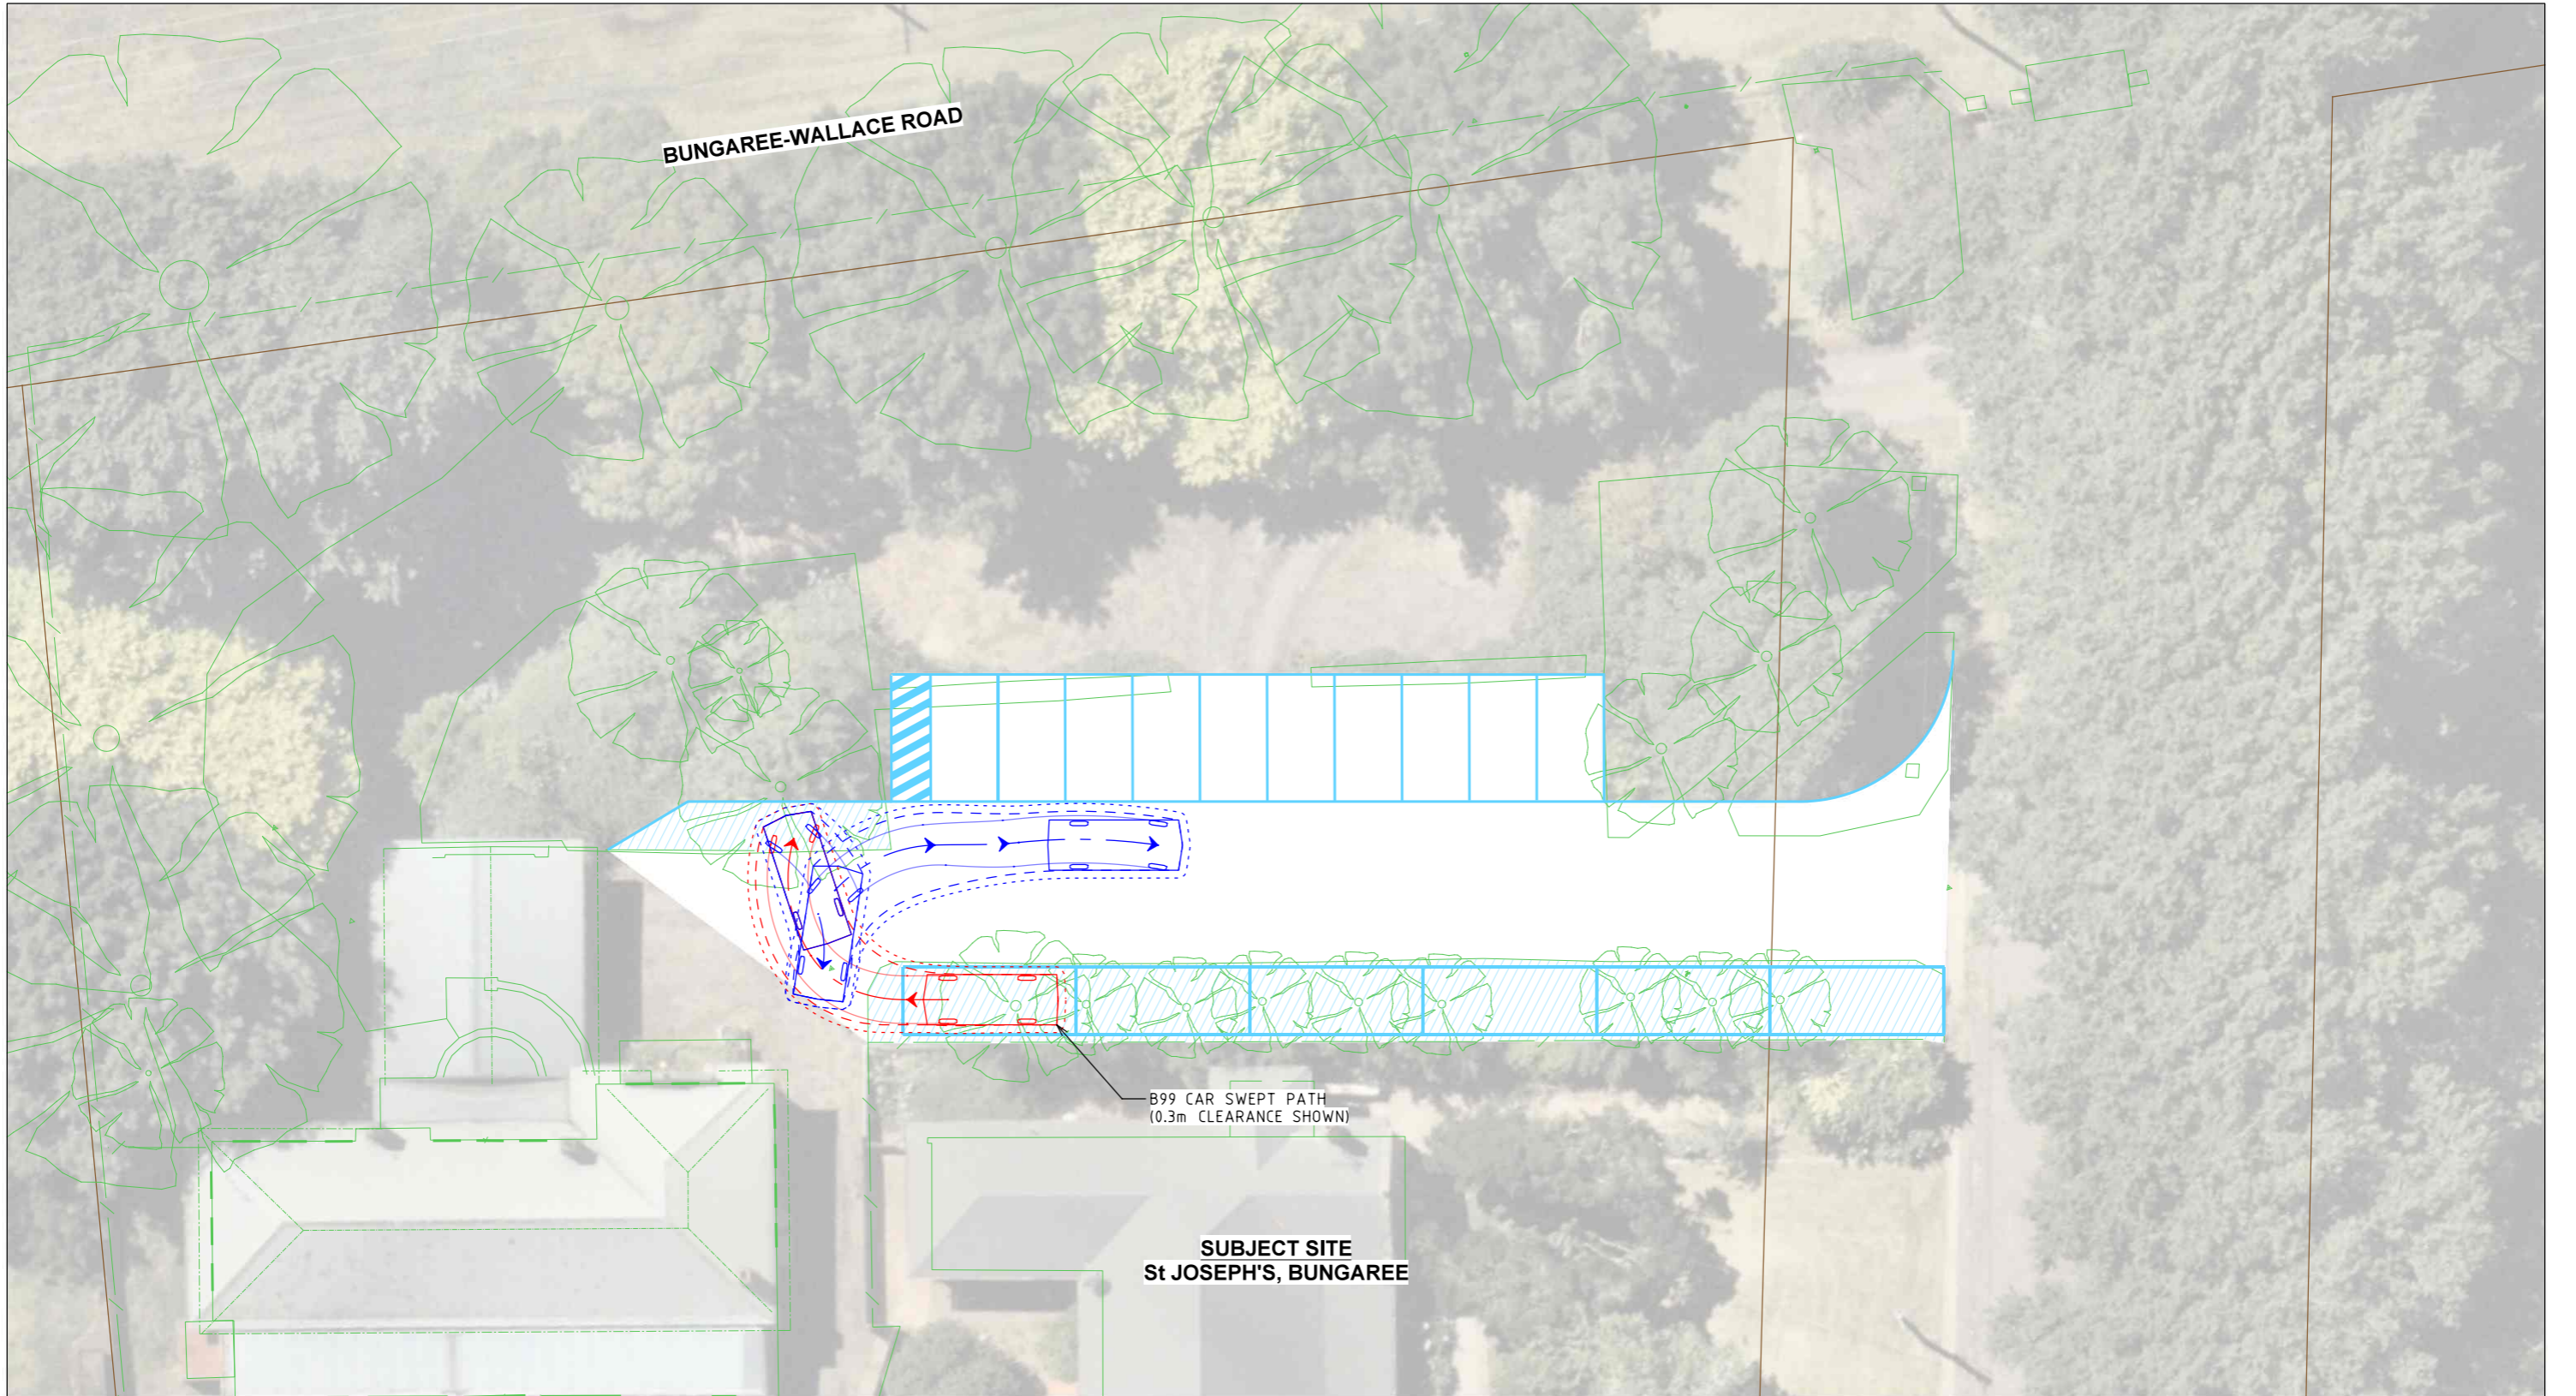 BUNGAREE-WALLACE ROAD
B99 CAR SWEPT PATH
(0.3m CLEARANCE SHOWN)
SUBJECT SITE
St JOSEPH'S, BUNGAREE